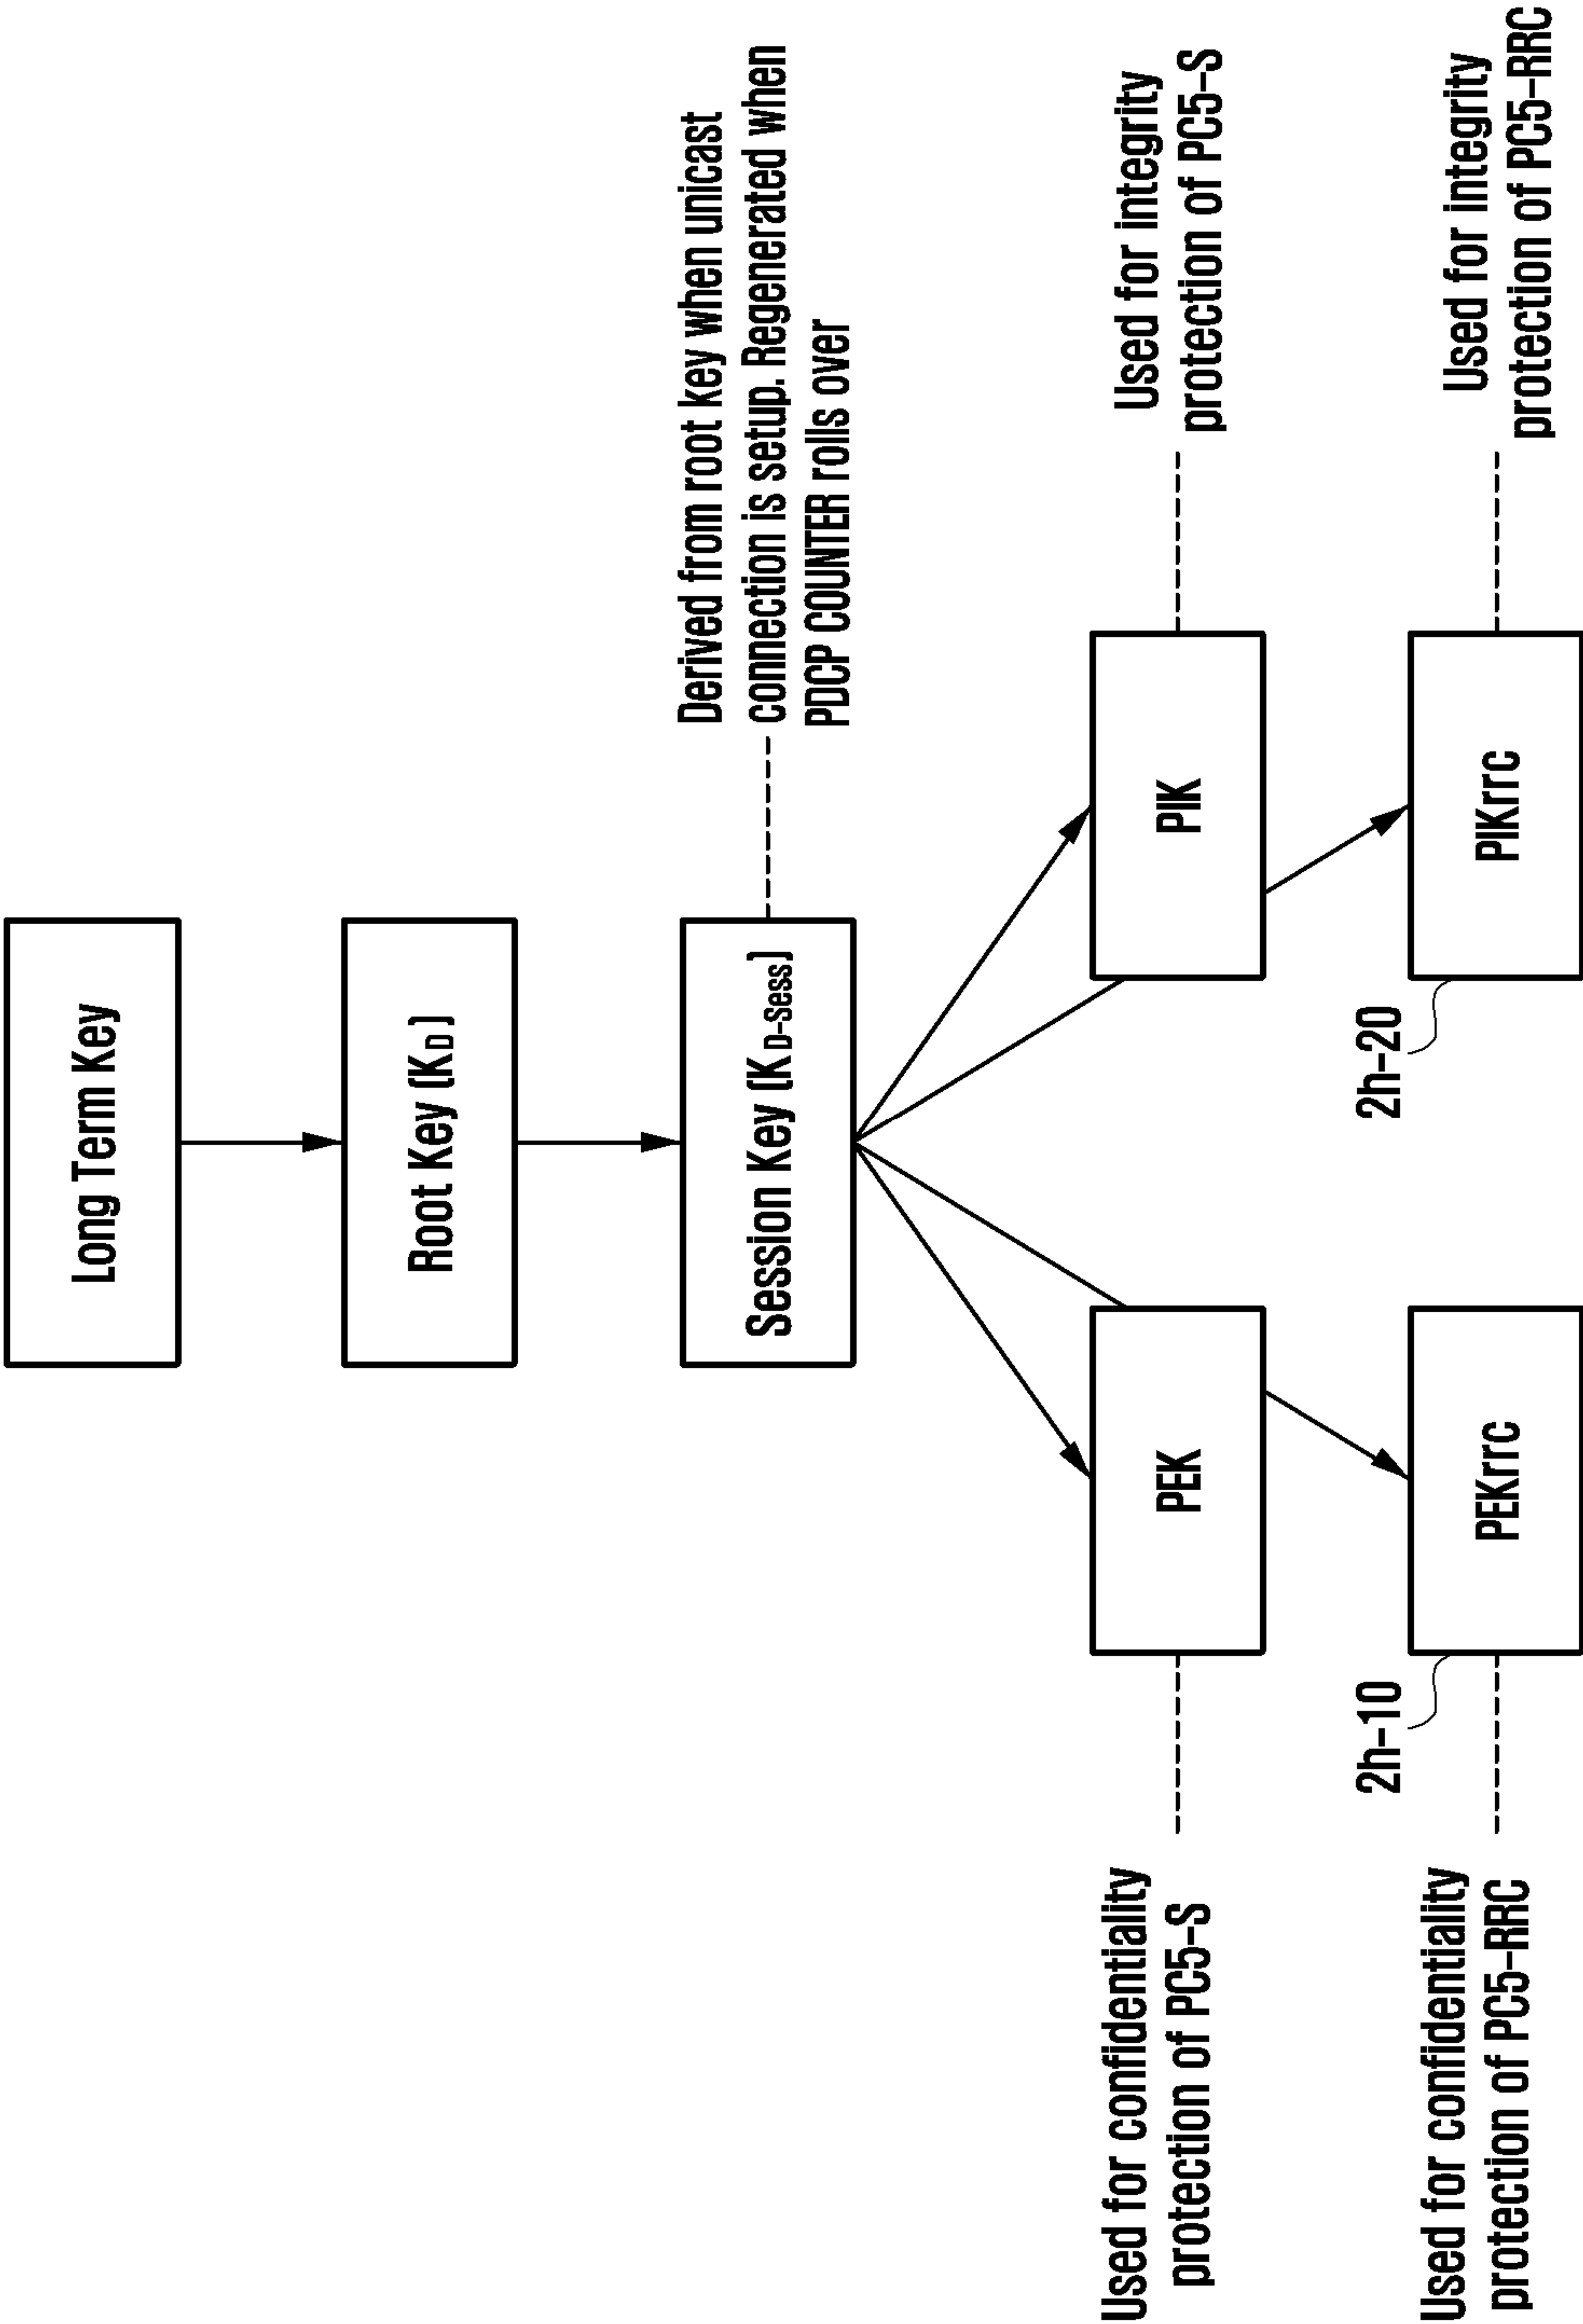 Long Term Key
Root Key (KD)
Session Key (KD-sess)
Derived from root Key when unicast
connection is setup. Regenerated when
PDCP COUNTER rolls over
Used for confidentiality
protection of PC5-S
PEK
PIK
Used for integrity
protection of PC5-S
2h-10
2h-20
Used for confidentiality
protection of PC5-RRC
PEKrrc
PIKrrc
Used for integrity
protection of PC5-RRC